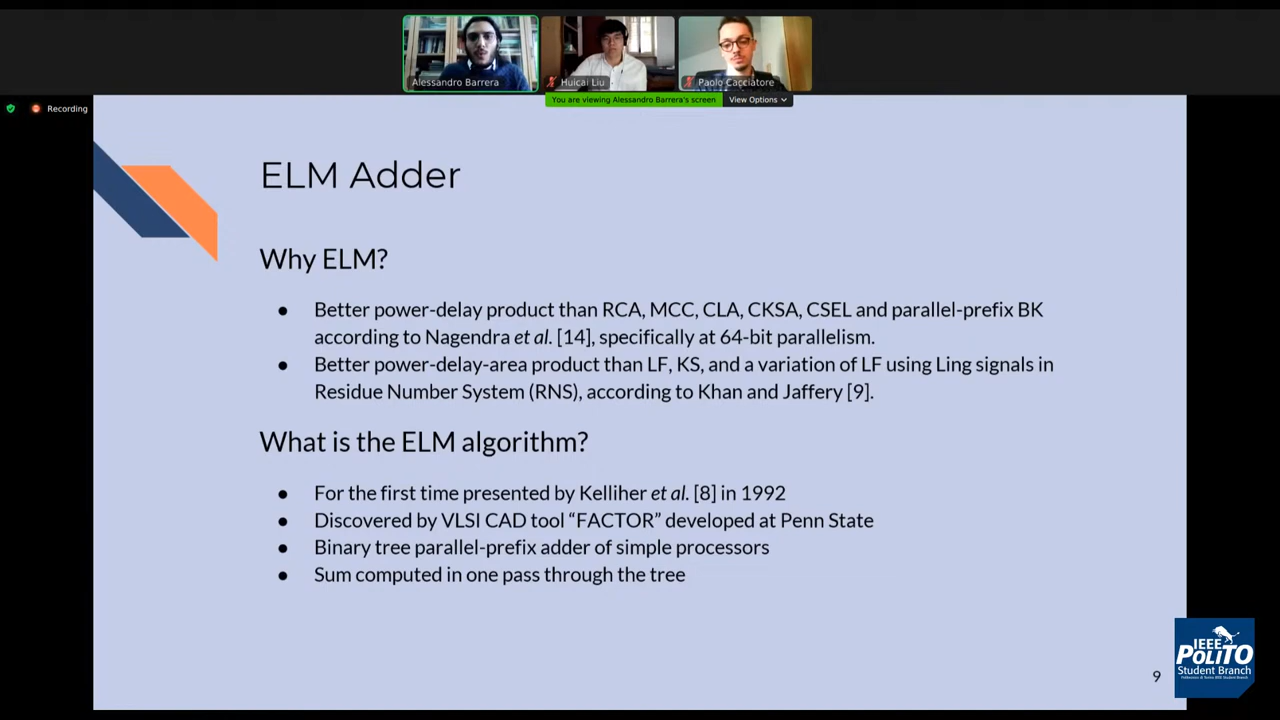 Alessandro Barrera
Huicai Liu
Paolo Cacciatore
You are viewing Alessandro Barrera's screen
View Options
Recording
ELM Adder
Why ELM?
● Better power-delay product than RCA, MCC, CLA, CKSA, CSEL and parallel-prefix BK
according to Nagendra et al. [14], specifically at 64-bit parallelism.
● Better power-delay-area product than LF, KS, and a variation of LF using Ling signals in
Residue Number System (RNS), according to Khan and Jaffery [9].
What is the ELM algorithm?
● For the first time presented by Kelliher et al. [8] in 1992
● Discovered by VLSI CAD tool “FACTOR” developed at Penn State
● Binary tree parallel-prefix adder of simple processors
● Sum computed in one pass through the tree
9
IEEE
POLITO
Student Branch
Politecnico di Torino IEEE Student Branch